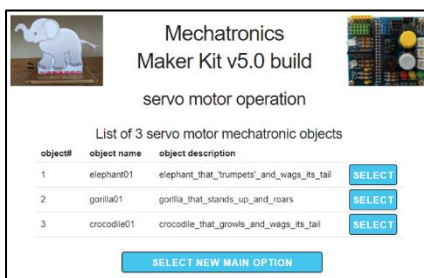 Mechatronics
Maker Kit v5.0 build
servo motor operation
List of 3 servo motor mechatronic objects
object# object name object description
1 elephant01 elephant_that_'trumpets'_and_wags_its_tail SELECT
2 gorilla01 gorilla_that_stands_up_and_roars SELECT
3 crocodile01 crocodile_that_growls_and_wags_its_tail SELECT
SELECT NEW MAIN OPTION